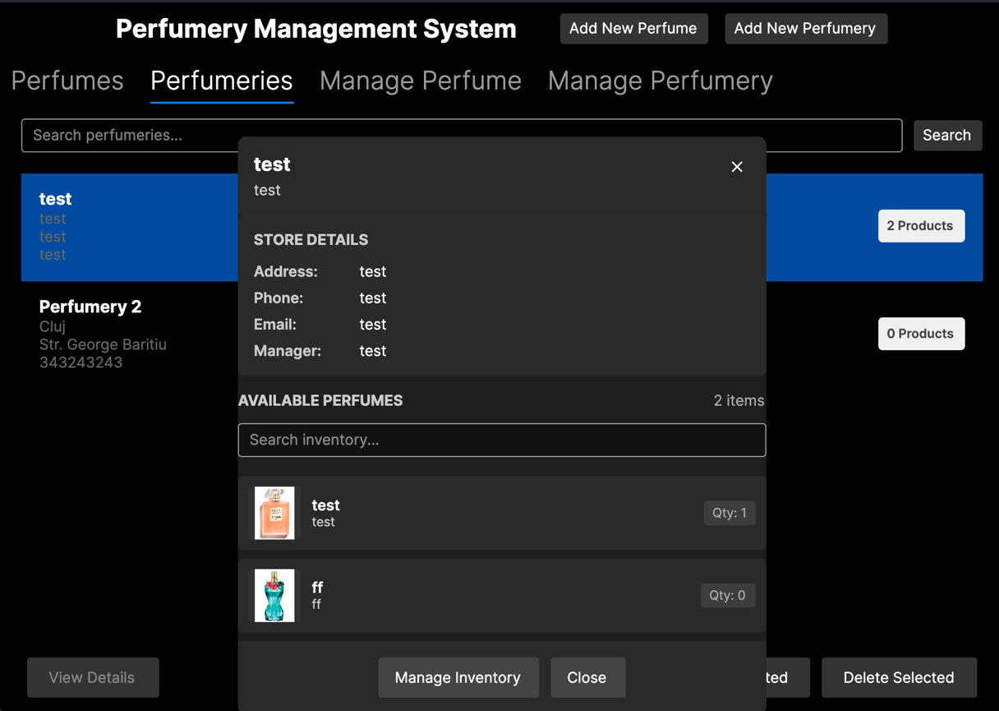 Perfumery Management System
Add New Perfume
Add New Perfumery
Perfumes
Perfumeries
Manage Perfume
Manage Perfumery
Search perfumeries...
Search
test
test
test
test
2 Products
Perfumery 2
Cluj
Str. George Baritiu
343243243
0 Products
test
test
STORE DETAILS
Address: test
Phone: test
Email: test
Manager: test
AVAILABLE PERFUMES
2 items
Search inventory...
test
test
Qty: 1
ff
ff
Qty: 0
View Details
Manage Inventory
Close
ted
Delete Selected